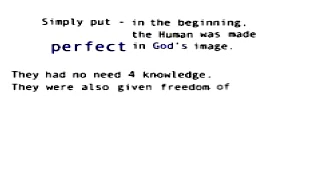 Simply put - in the beginning,
the Human was made
perfect in God's image.
They had no need 4 knowledge.
They were also given freedom of